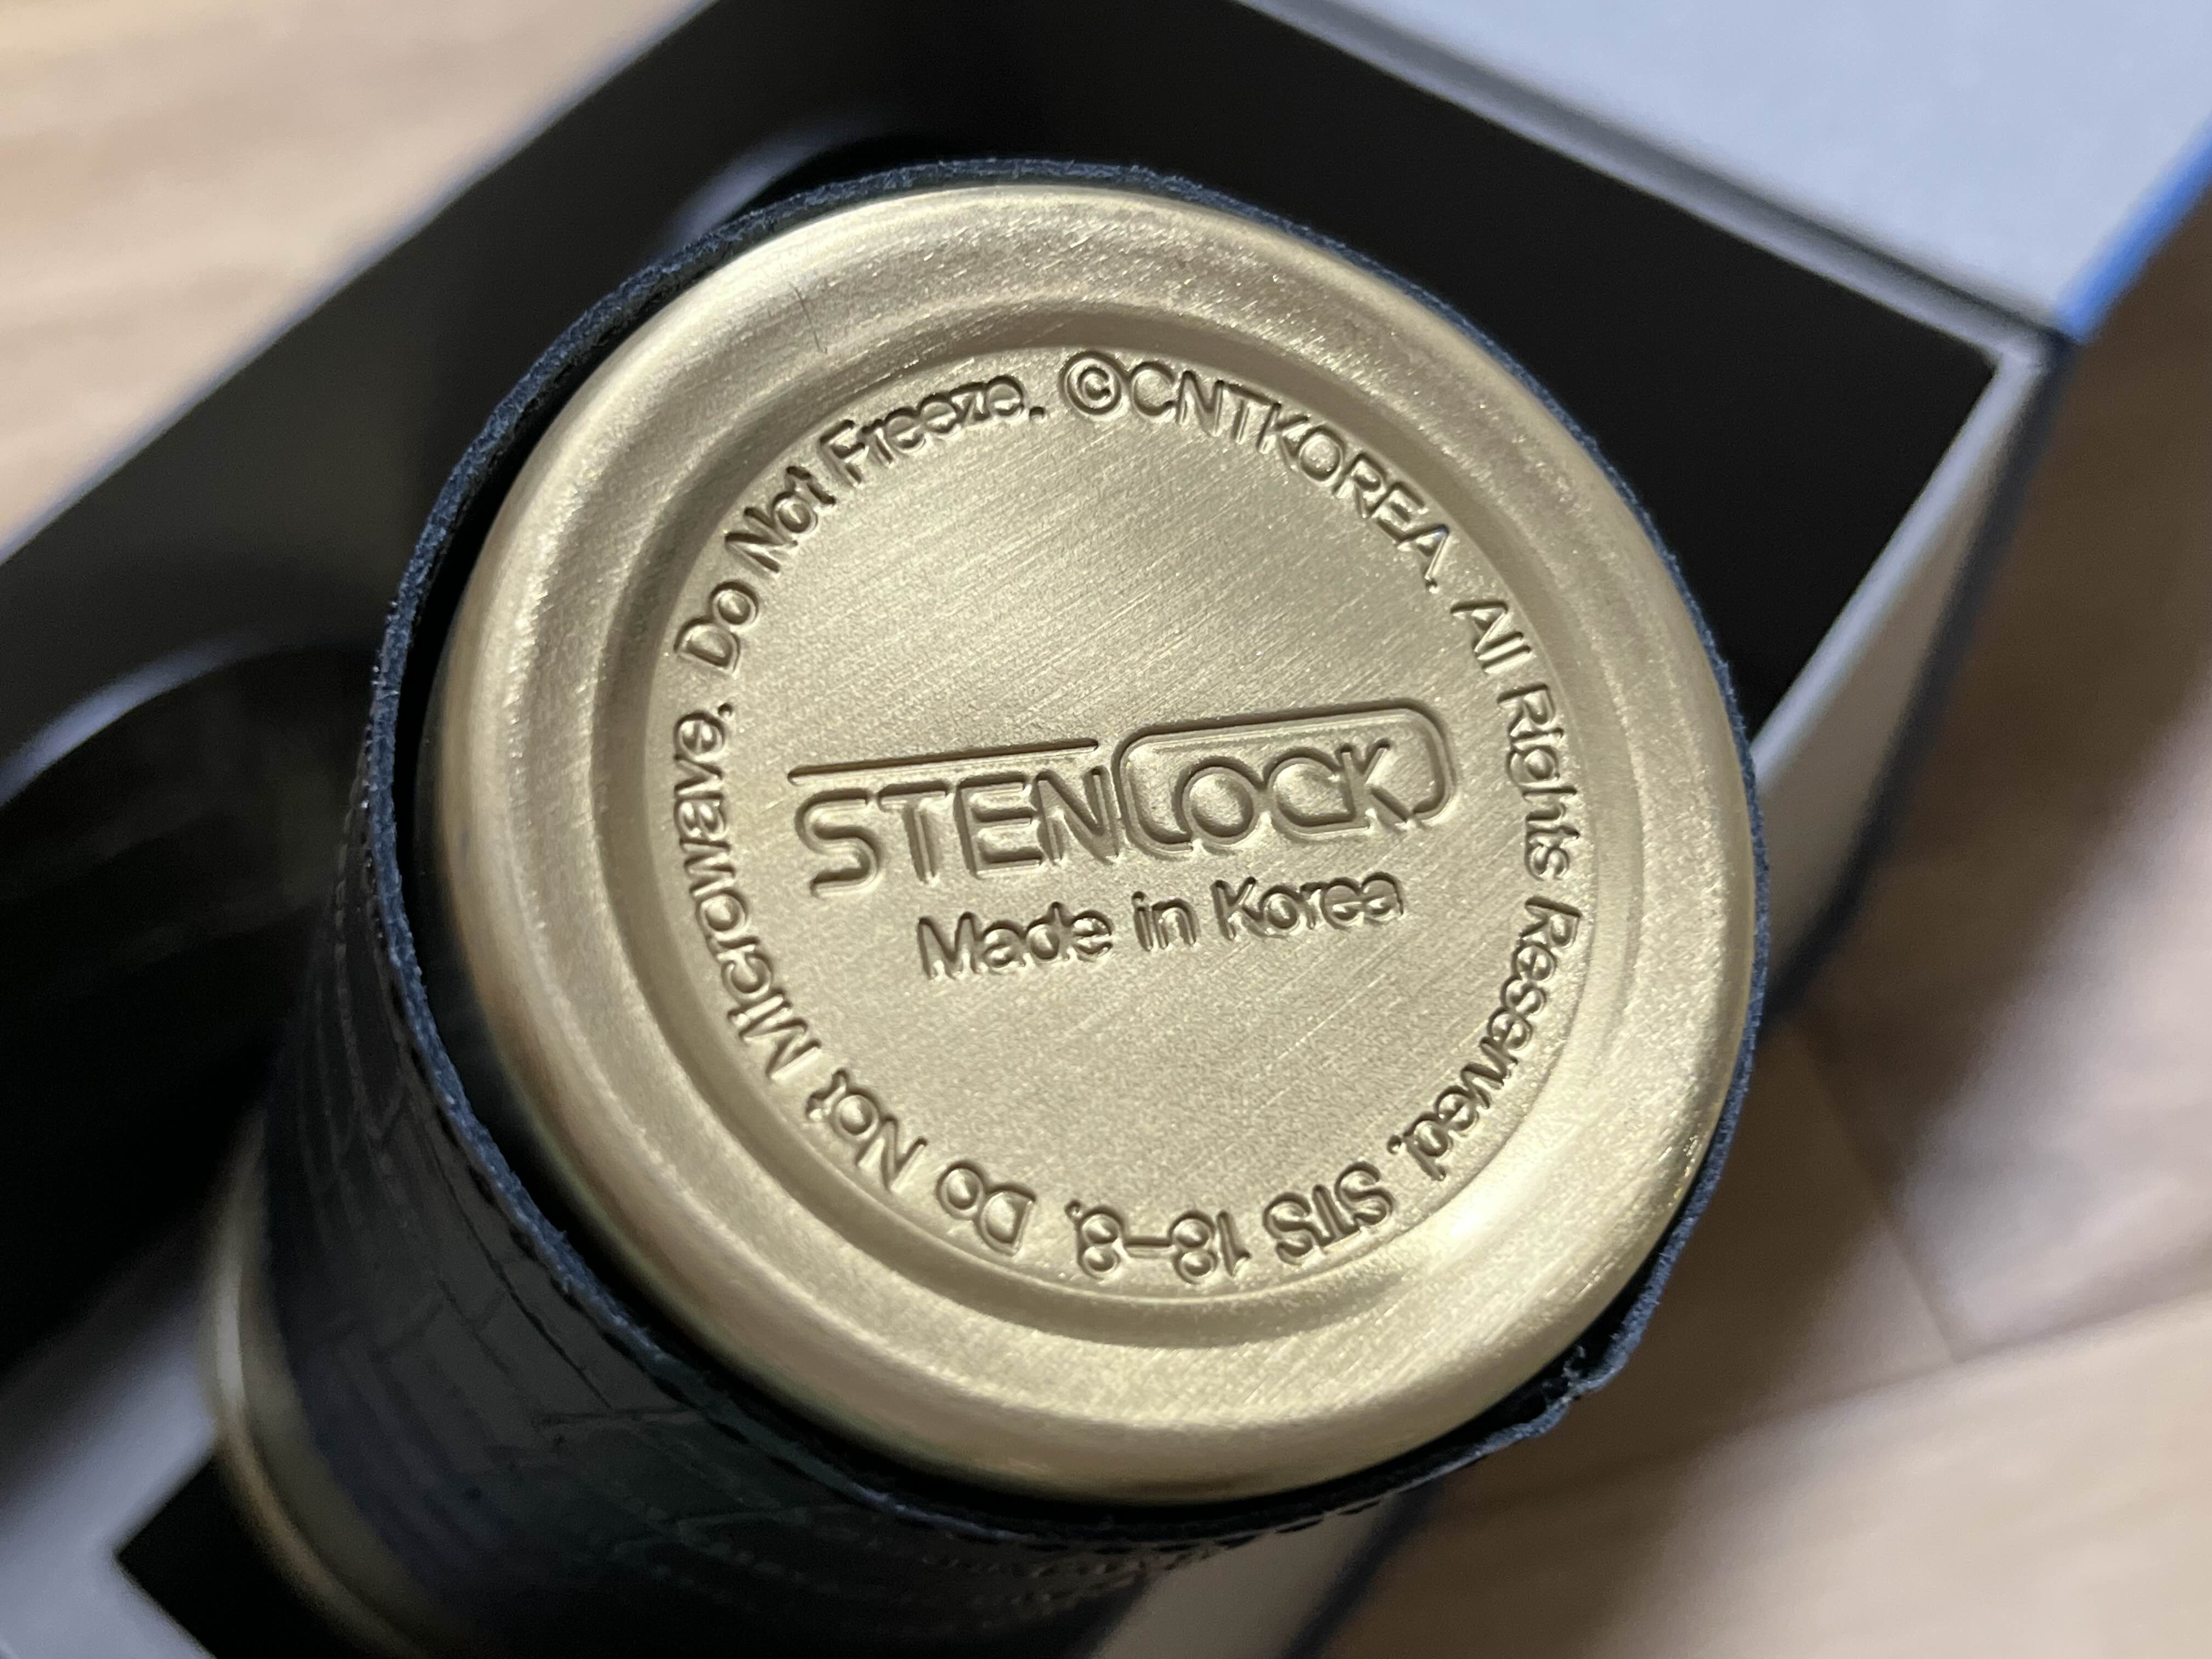 STENLOCK
Made in Korea
©CNTKOREA. All Rights Reserved. STS 18-8. Do Not Microwave. Do Not Freeze.